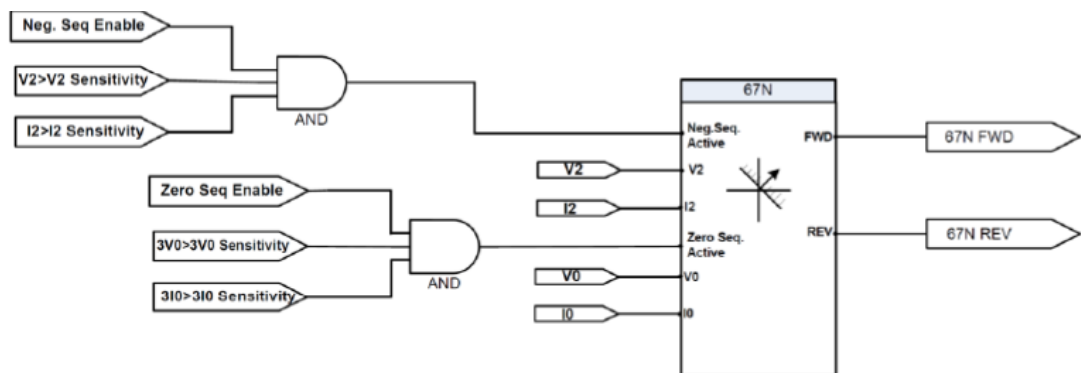 Neg. Seq Enable
V2>V2 Sensitivity
I2>I2 Sensitivity
AND
Zero Seq Enable
3V0>3V0 Sensitivity
3I0>3I0 Sensitivity
AND
V2
I2
V0
I0
67N
Neg.Seq.
Active
V2
I2
Zero Seq.
Active
V0
I0
FWD
REV
67N FWD
67N REV